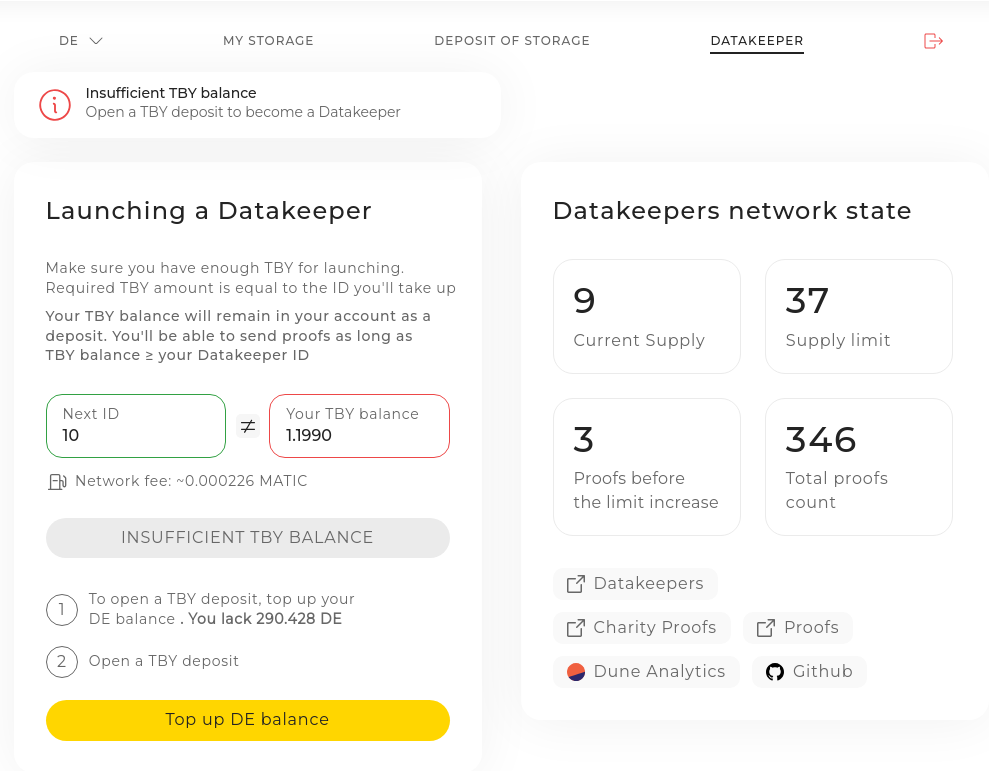 DE
MY STORAGE
DEPOSIT OF STORAGE
DATAKEEPER
Insufficient TBY balance
Open a TBY deposit to become a Datakeeper
Launching a Datakeeper
Make sure you have enough TBY for launching.
Required TBY amount is equal to the ID you'll take up
Your TBY balance will remain in your account as a
deposit. You'll be able to send proofs as long as
TBY balance ≥ your Datakeeper ID
Next ID
10
≠
Your TBY balance
1.1990
Network fee: ~0.000226 MATIC
INSUFFICIENT TBY BALANCE
1
To open a TBY deposit, top up your
DE balance . You lack 290.428 DE
2
Open a TBY deposit
Top up DE balance
Datakeepers network state
9
Current Supply
37
Supply limit
3
Proofs before
the limit increase
346
Total proofs
count
Datakeepers
Charity Proofs
Proofs
Dune Analytics
Github